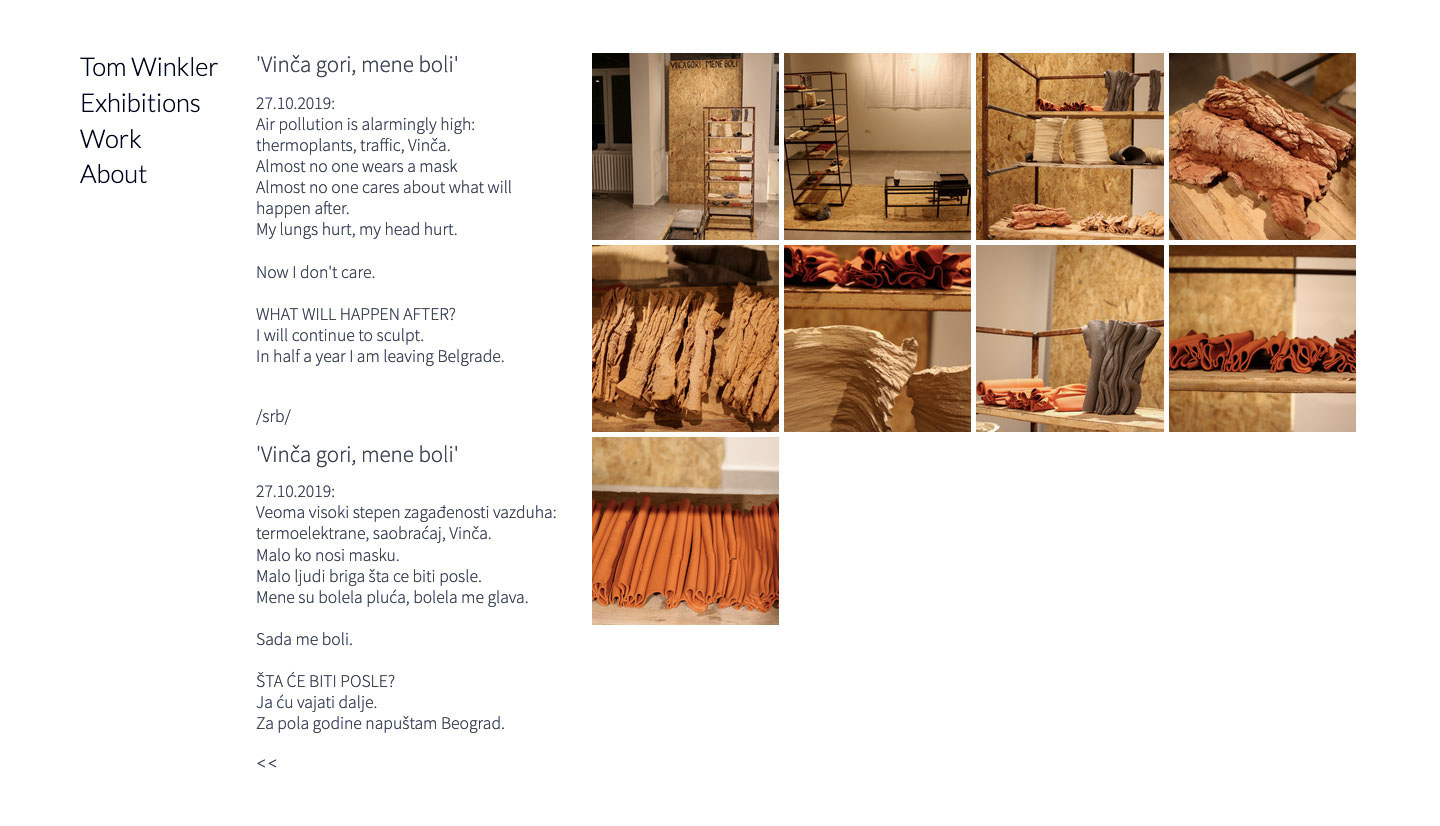 Tom Winkler
Exhibitions
Work
About
'Vinča gori, mene boli'
27.10.2019:
Air pollution is alarmingly high:
thermoplants, traffic, Vinča.
Almost no one wears a mask
Almost no one cares about what will
happen after.
My lungs hurt, my head hurt.
Now I don't care.
WHAT WILL HAPPEN AFTER?
I will continue to sculpt.
In half a year I am leaving Belgrade.
/srb/
'Vinča gori, mene boli'
27.10.2019:
Veoma visoki stepen zagađenosti vazduha:
termoelektrane, saobraćaj, Vinča.
Malo ko nosi masku.
Malo ljudi briga šta ce biti posle.
Mene su bolela pluća, bolela me glava.
Sada me boli.
ŠTA ĆE BITI POSLE?
Ja ću vajati dalje.
Za pola godine napuštam Beograd.
<<
VINČA GORI, MENE BOLI